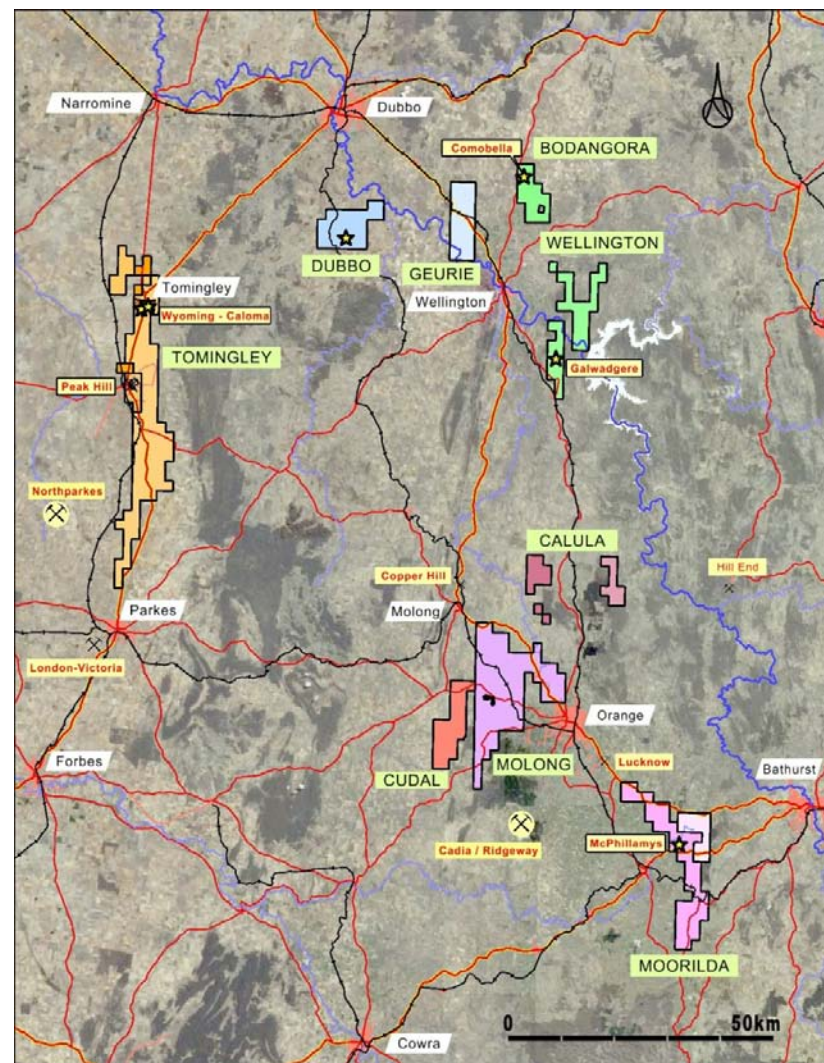 Narromine
Dubbo
Comobella
BODANGORA
WELLINGTON
DUBBO
GEURIE
Tomingley
Wellington
Wyoming - Caloma
TOMINGLEY
Galwadgere
Peak Hill
Northparkes
CALULA
Copper Hill
Hill End
Molong
Parkes
London-Victoria
Orange
Forbes
MOLONG
Lucknow
CUDAL
Bathurst
Cadia / Ridgeway
McPhillamys
MOORILDA
0 50km
Cowra